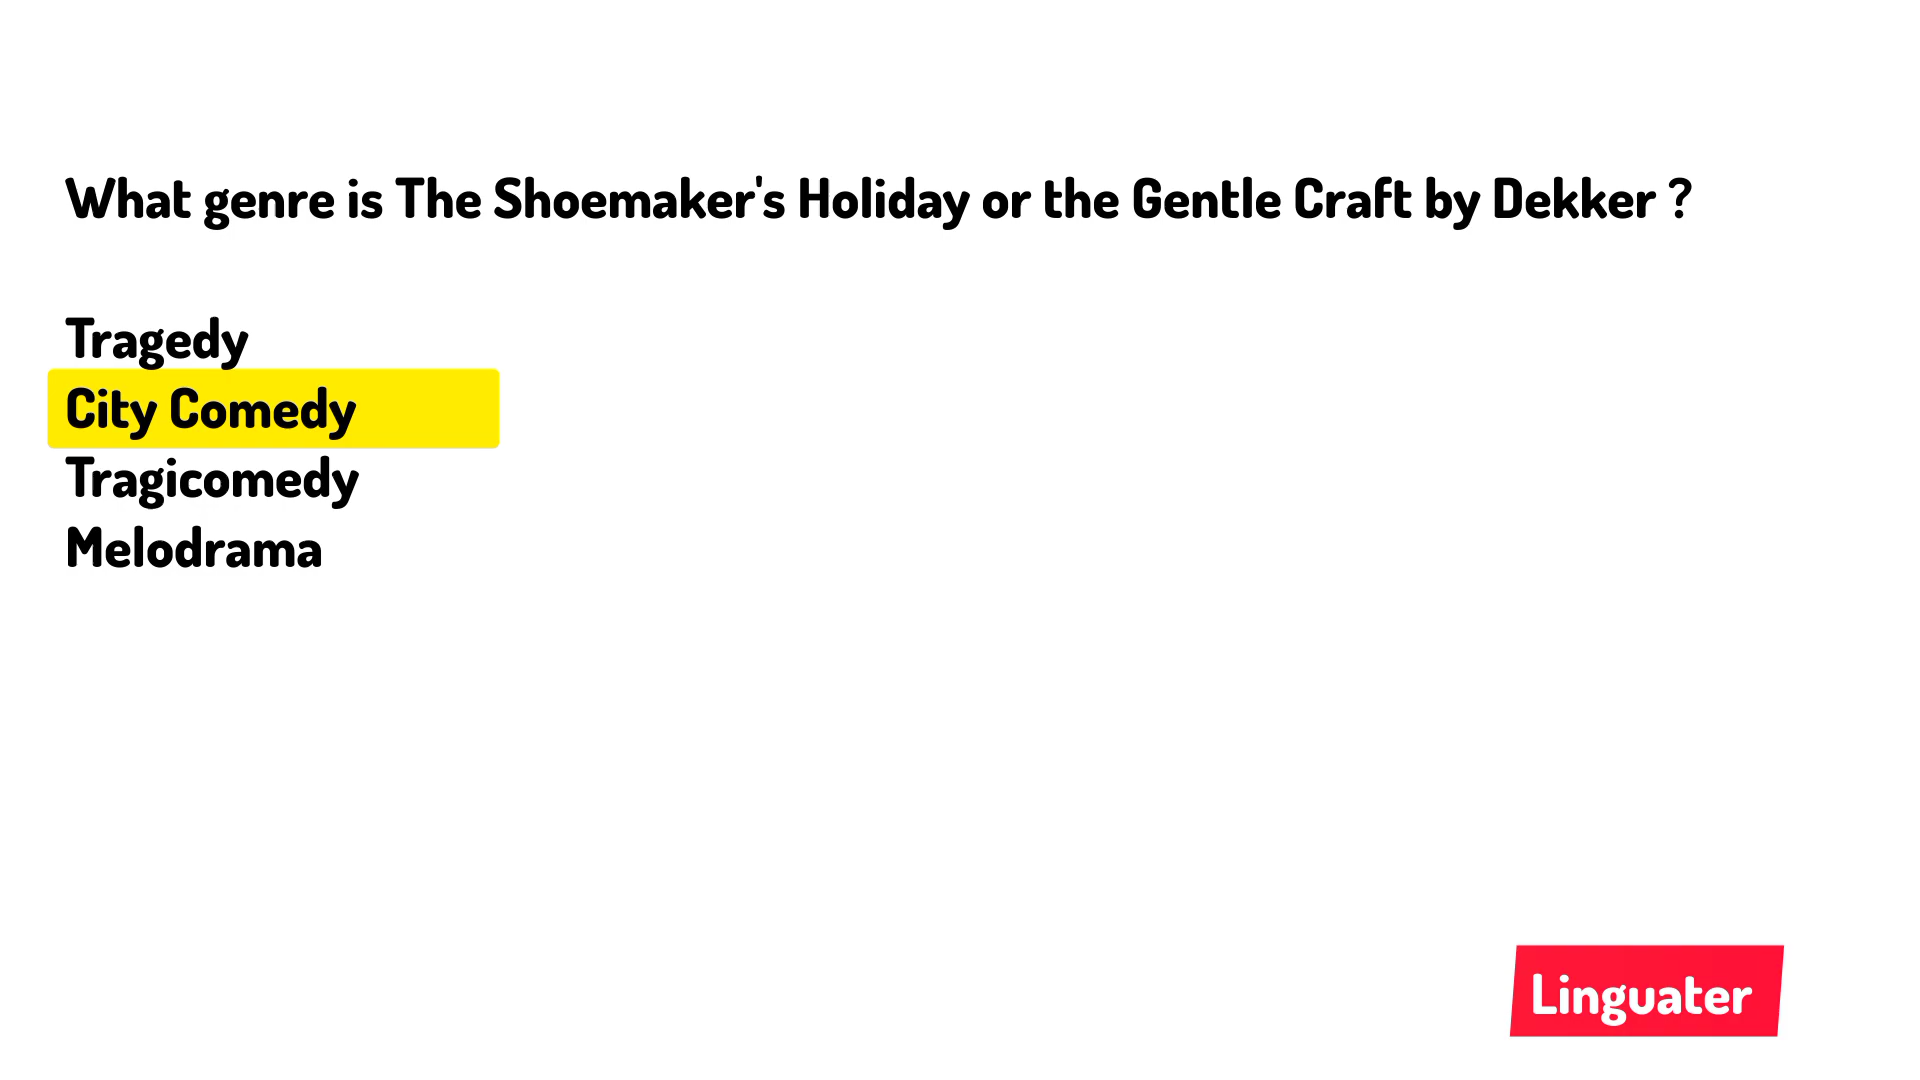 What genre is The Shoemaker's Holiday or the Gentle Craft by Dekker ?
Tragedy
City Comedy
Tragicomedy
Melodrama
Linguater